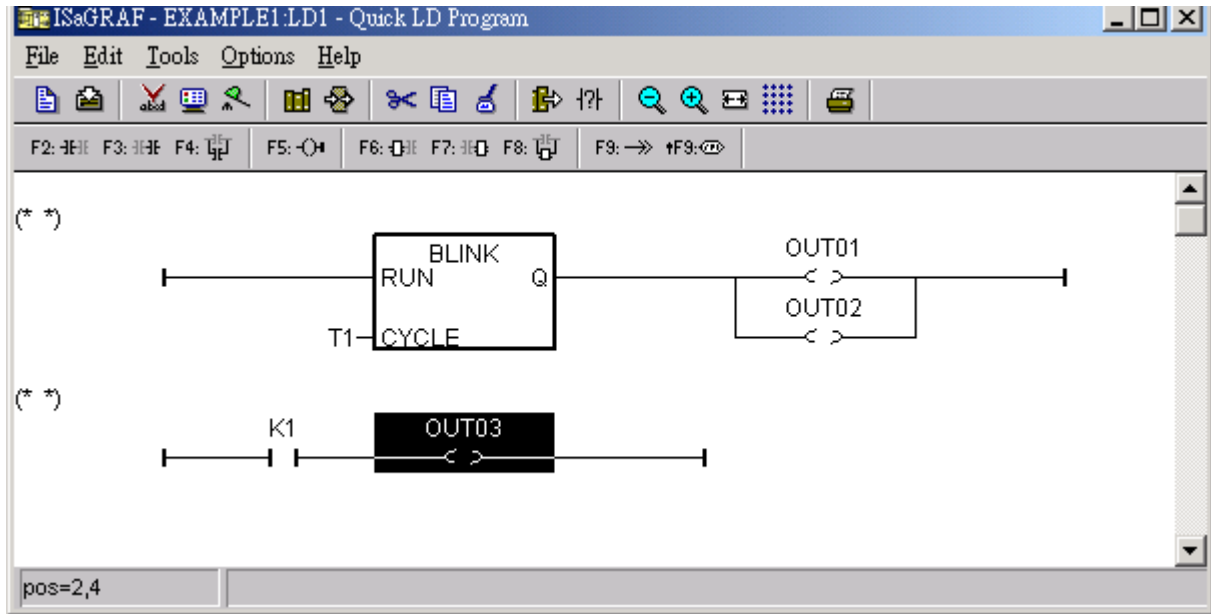 ISaGRAF - EXAMPLE1:LD1 - Quick LD Program
File Edit Tools Options Help
F2: F3: F4: F5: F6: F7: F8: F9: F9:
(* *)
BLINK
RUN Q
T1 CYCLE
OUT01
OUT02
(* *)
K1
OUT03
pos=2,4